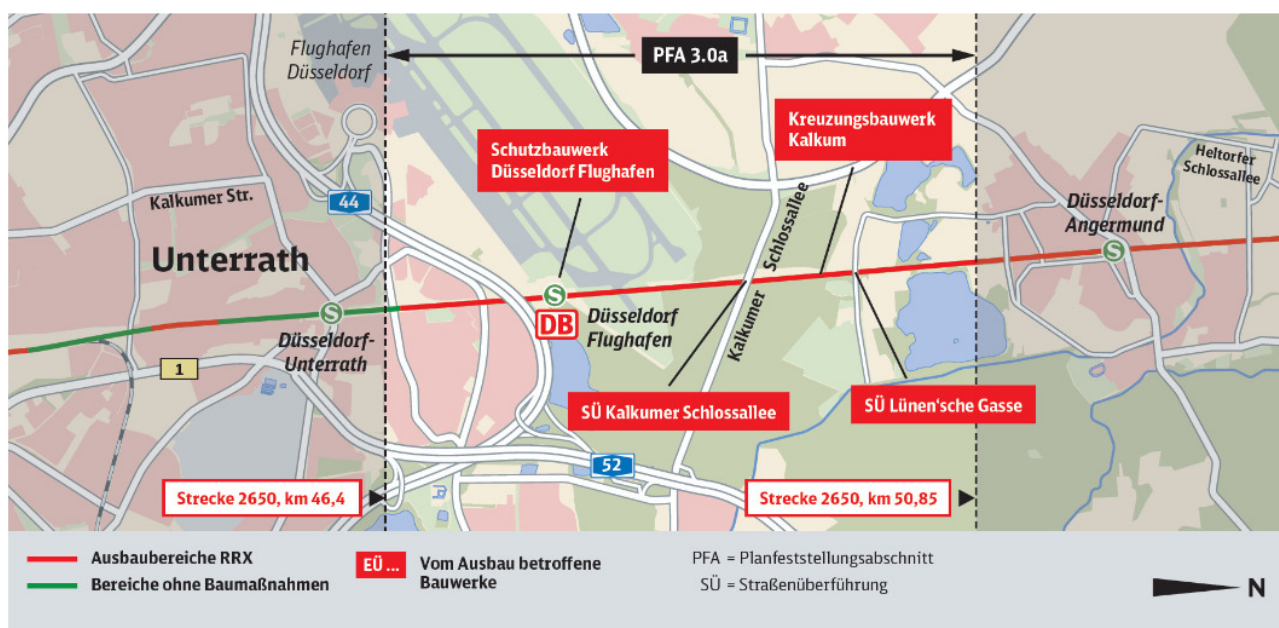 Flughafen
Düsseldorf
PFA 3.0a
Kreuzungsbauwerk
Kalkum
Schutzbauwerk
Düsseldorf Flughafen
Heltorfer
Schlossallee
Kalkumer Str.
44
Düsseldorf-
Angermund
S
Unterrath
Kalkumer Schlossallee
S
S
DB
Düsseldorf
Flughafen
Düsseldorf-
Unterrath
1
SÜ Kalkumer Schlossallee
SÜ Lünen'sche Gasse
52
Strecke 2650, km 46,4
Strecke 2650, km 50,85
Ausbaubereiche RRX
Bereiche ohne Baumaßnahmen
EÜ ...
Vom Ausbau betroffene
Bauwerke
PFA = Planfeststellungsabschnitt
SÜ = Straßenüberführung
N